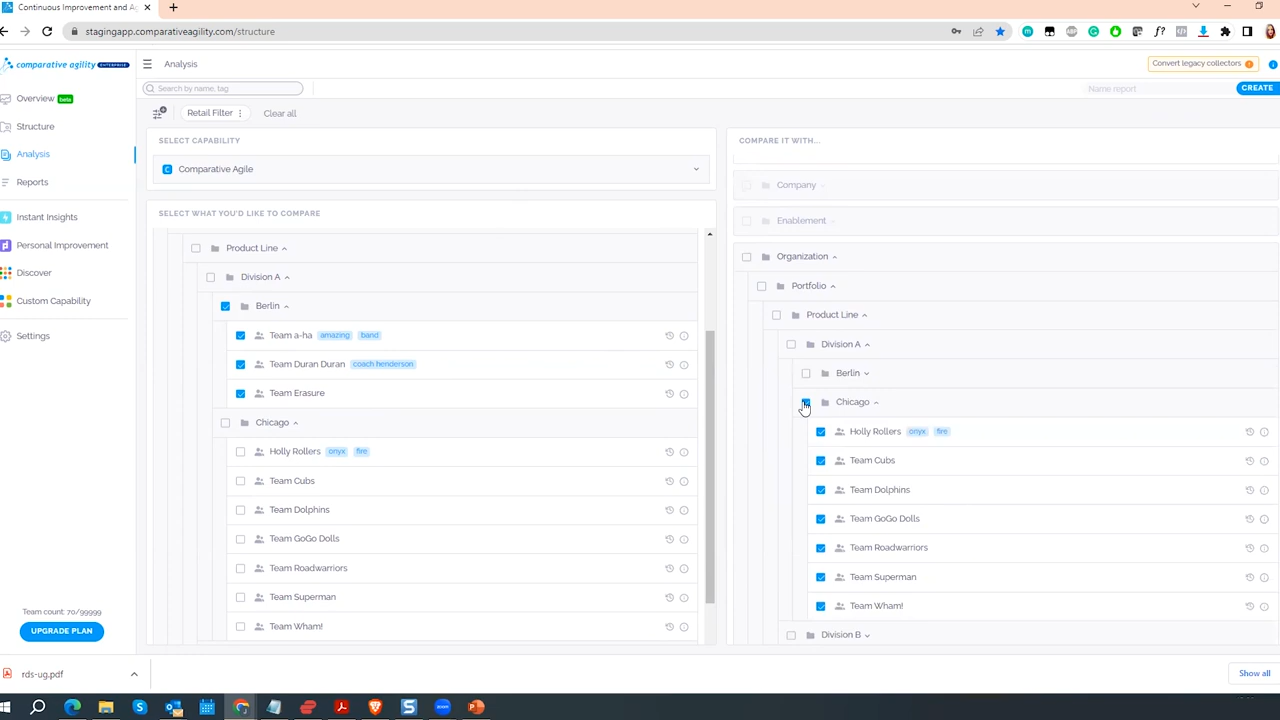 Continuous Improvement and Ag
stagingapp.comparativeagility.com/structure
comparative agility ENTERPRISE
Analysis
Convert legacy collectors
Search by name, tag
Name report
CREATE
Overview beta
Structure
Analysis
Reports
Instant Insights
Personal Improvement
Discover
Custom Capability
Settings
Team count: 70/99999
UPGRADE PLAN
Retail Filter
Clear all
SELECT CAPABILITY
Comparative Agile
SELECT WHAT YOU'D LIKE TO COMPARE
Product Line
Division A
Berlin
Team a-ha amazing band
Team Duran Duran coach henderson
Team Erasure
Chicago
Holly Rollers onyx fire
Team Cubs
Team Dolphins
Team GoGo Dolls
Team Roadwarriors
Team Superman
Team Wham!
COMPARE IT WITH...
Company
Enablement
Organization
Portfolio
Product Line
Division A
Berlin
Chicago
Holly Rollers onyx fire
Team Cubs
Team Dolphins
Team GoGo Dolls
Team Roadwarriors
Team Superman
Team Wham!
Division B
rds-ug.pdf
Show all